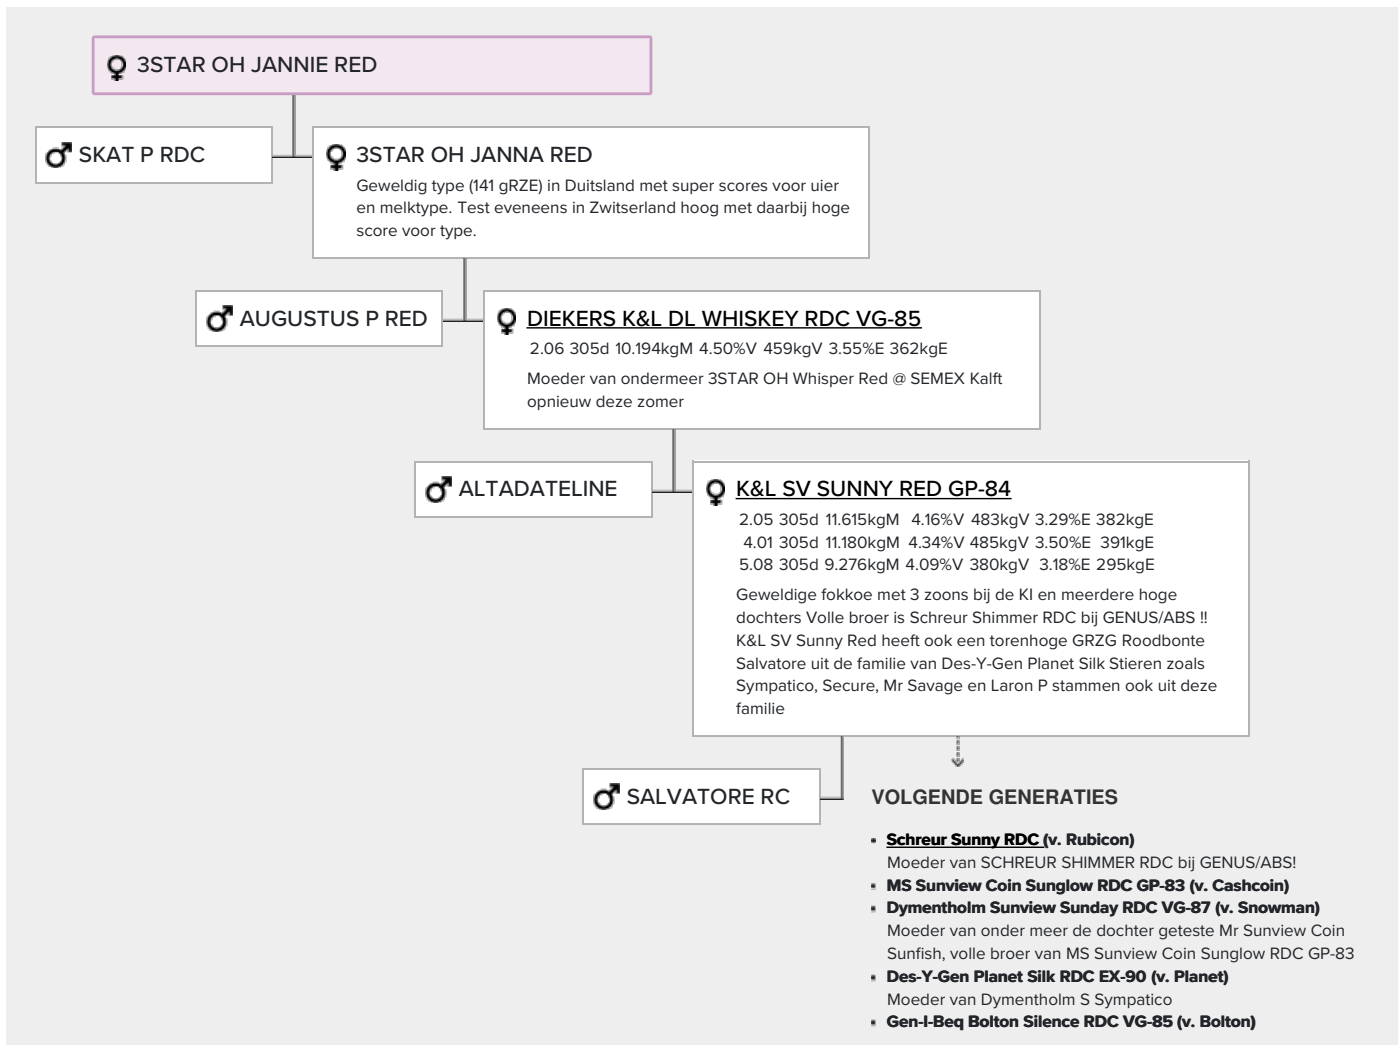 ♀ 3STAR OH JANNIE RED
♂ SKAT P RDC
♀ 3STAR OH JANNA RED
Geweldig type (141 gRZE) in Duitsland met super scores voor uier
en melktype. Test eveneens in Zwitserland hoog met daarbij hoge
score voor type.
♂ AUGUSTUS P RED
♀ DIEKERS K&L DL WHISKEY RDC VG-85
2.06 305d 10.194kgM 4.50%V 459kgV 3.55%E 362kgE
Moeder van ondermeer 3STAR OH Whisper Red @ SEMEX Kalft
opnieuw deze zomer
♂ ALTADATELINE
♀ K&L SV SUNNY RED GP-84
2.05 305d 11.615kgM 4.16%V 483kgV 3.29%E 382kgE
4.01 305d 11.180kgM 4.34%V 485kgV 3.50%E 391kgE
5.08 305d 9.276kgM 4.09%V 380kgV 3.18%E 295kgE
Geweldige fokkoe met 3 zoons bij de KI en meerdere hoge
dochters Volle broer is Schreur Shimmer RDC bij GENUS/ABS !!
K&L SV Sunny Red heeft ook een torenhoge GRZG Roodbonte
Salvatore uit de familie van Des-Y-Gen Planet Silk Stieren zoals
Sympatico, Secure, Mr Savage en Laron P stammen ook uit deze
familie
♂ SALVATORE RC
VOLGENDE GENERATIES
▪ Schreur Sunny RDC (v. Rubicon)
Moeder van SCHREUR SHIMMER RDC bij GENUS/ABS!
▪ MS Sunview Coin Sunglow RDC GP-83 (v. Cashcoin)
▪ Dymentholm Sunview Sunday RDC VG-87 (v. Snowman)
Moeder van onder meer de dochter geteste Mr Sunview Coin
Sunfish, volle broer van MS Sunview Coin Sunglow RDC GP-83
▪ Des-Y-Gen Planet Silk RDC EX-90 (v. Planet)
Moeder van Dymentholm S Sympatico
▪ Gen-I-Beq Bolton Silence RDC VG-85 (v. Bolton)